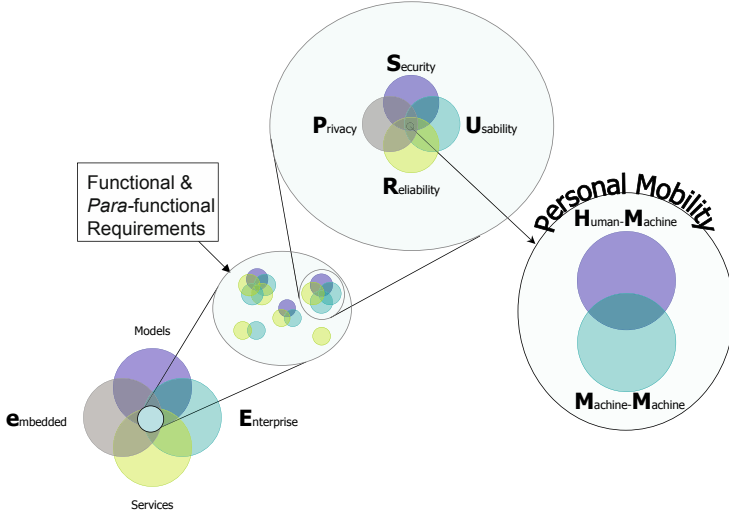 Security
Privacy
Usability
Reliability
Functional &
Para-functional
Requirements
Personal Mobility
Human-Machine
Machine-Machine
Models
embedded
Enterprise
Services